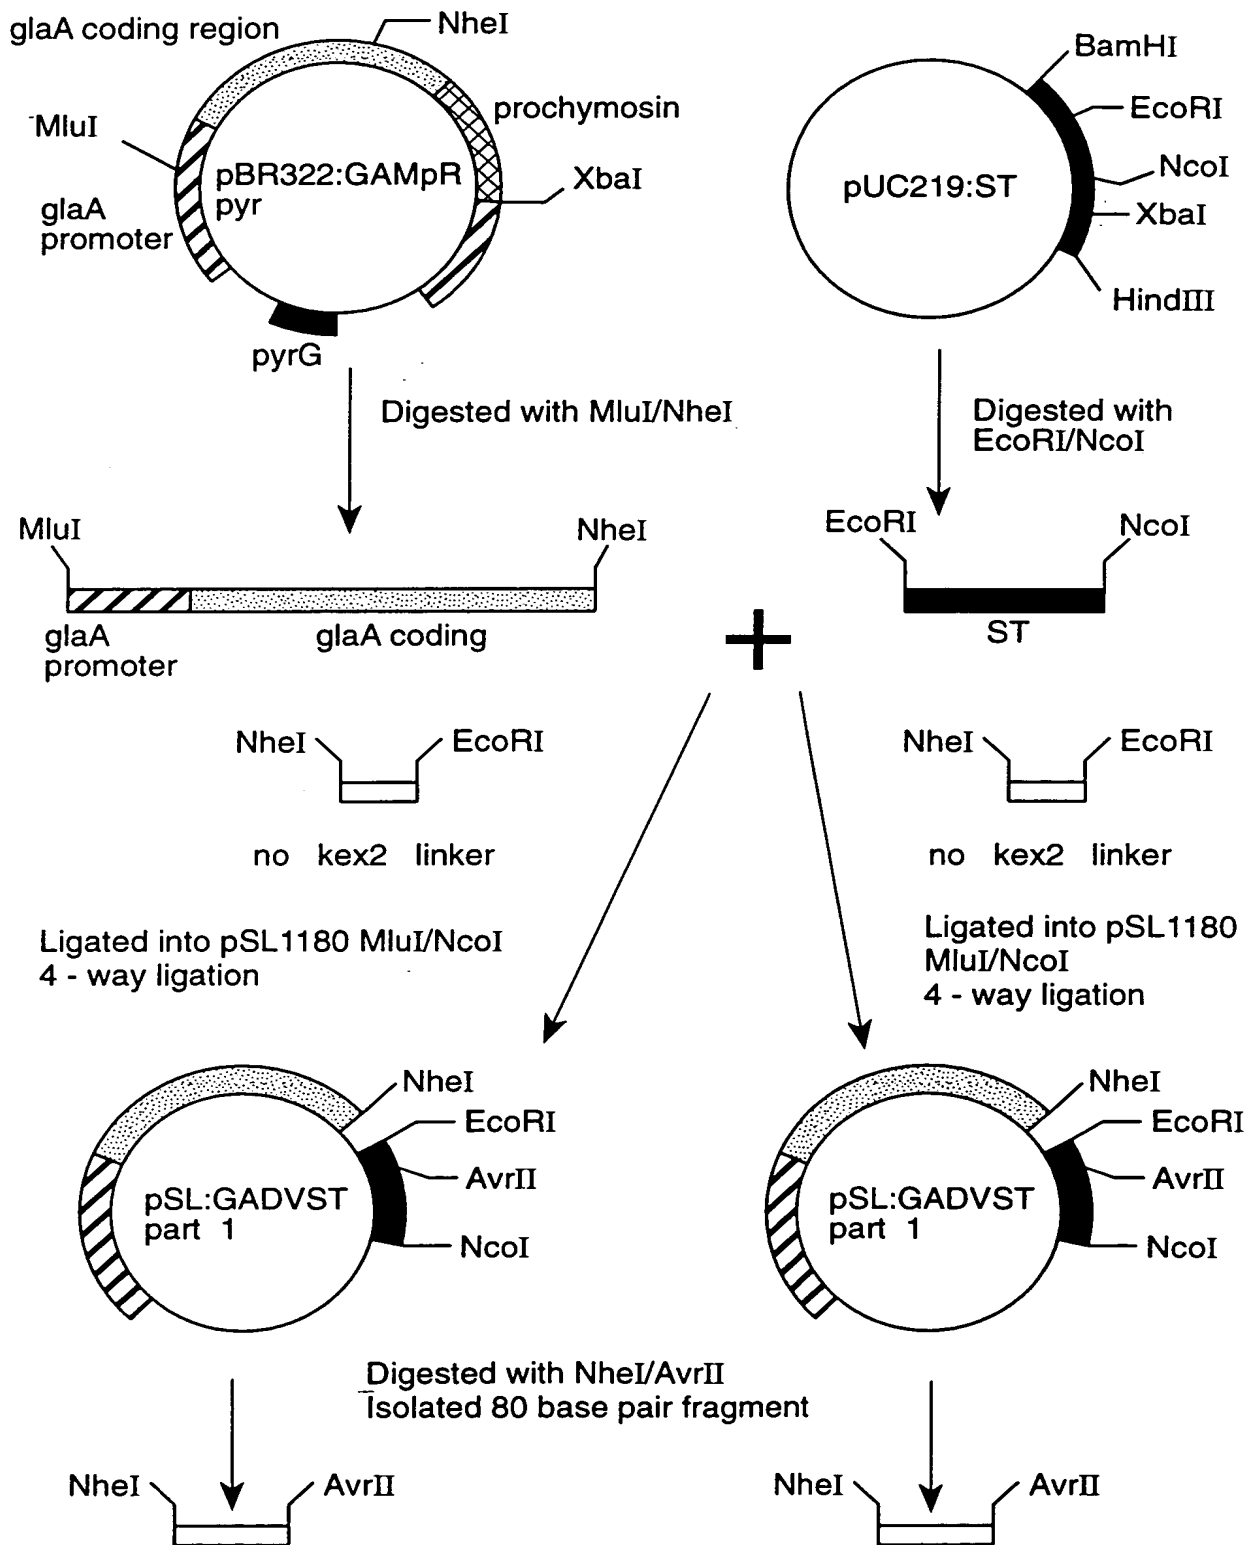 glaA coding region
NheI
MluI
prochymosin
pBR322:GAMpR
pyr
XbaI
glaA
promoter
pyrG
BamHI
EcoRI
NcoI
pUC219:ST
XbaI
HindIII
Digested with MluI/NheI
Digested with
EcoRI/NcoI
MluI
NheI
glaA
promoter
glaA coding
EcoRI
NcoI
ST
+
NheI
EcoRI
no kex2 linker
NheI
EcoRI
no kex2 linker
Ligated into pSL1180 MluI/NcoI
4 - way ligation
Ligated into pSL1180
MluI/NcoI
4 - way ligation
NheI
EcoRI
AvrII
pSL:GADVST
part 1
NcoI
NheI
EcoRI
AvrII
pSL:GADVST
part 1
NcoI
Digested with NheI/AvrII
Isolated 80 base pair fragment
NheI
AvrII
NheI
AvrII